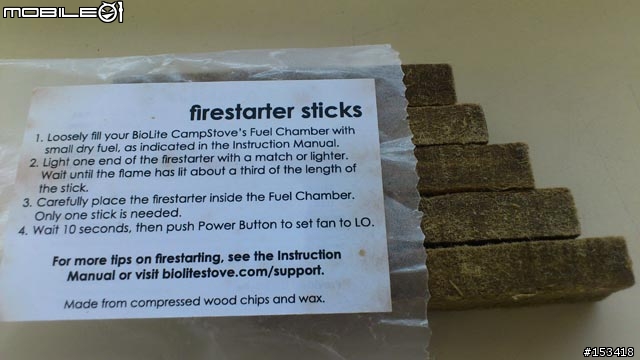 MOBILE01
firestarter sticks
1. Loosely fill your BioLite CampStove's Fuel Chamber with
small dry fuel, as indicated in the Instruction Manual.
2. Light one end of the firestarter with a match or lighter.
Wait until the flame has lit about a third of the length of
the stick.
3. Carefully place the firestarter inside the Fuel Chamber.
Only one stick is needed.
4. Wait 10 seconds, then push Power Button to set fan to LO.
For more tips on firestarting, see the Instruction
Manual or visit biolitestove.com/support.
Made from compressed wood chips and wax.
#153418